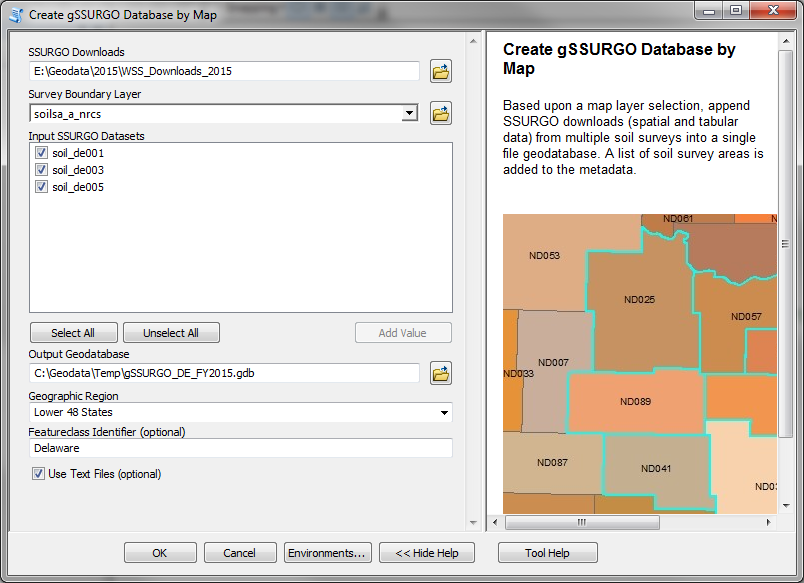 Create gSSURGO Database by Map
SSURGO Downloads
E:\Geodata\2015\WSS_Downloads_2015
Survey Boundary Layer
soilsa_a_nrcs
Input SSURGO Datasets
soil_de001
soil_de003
soil_de005
Select All
Unselect All
Add Value
Output Geodatabase
C:\Geodata\Temp\gSSURGO_DE_FY2015.gdb
Geographic Region
Lower 48 States
Featureclass Identifier (optional)
Delaware
Use Text Files (optional)
Create gSSURGO Database by
Map
Based upon a map layer selection, append
SSURGO downloads (spatial and tabular
data) from multiple soil surveys into a single
file geodatabase. A list of soil survey areas is
added to the metadata.
ND061
ND053
ND025
ND057
ND007
ND033
ND089
ND087
ND041
OK
Cancel
Environments...
<< Hide Help
Tool Help